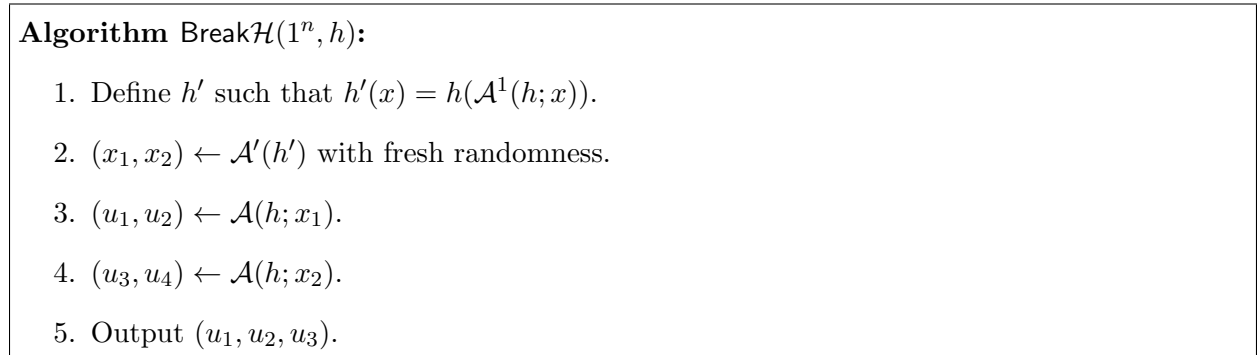 Algorithm Break𝓗(1ⁿ, h):
1. Define h′ such that h′(x) = h(𝒜¹(h; x)).
2. (x₁, x₂) ← 𝒜′(h′) with fresh randomness.
3. (u₁, u₂) ← 𝒜(h; x₁).
4. (u₃, u₄) ← 𝒜(h; x₂).
5. Output (u₁, u₂, u₃).